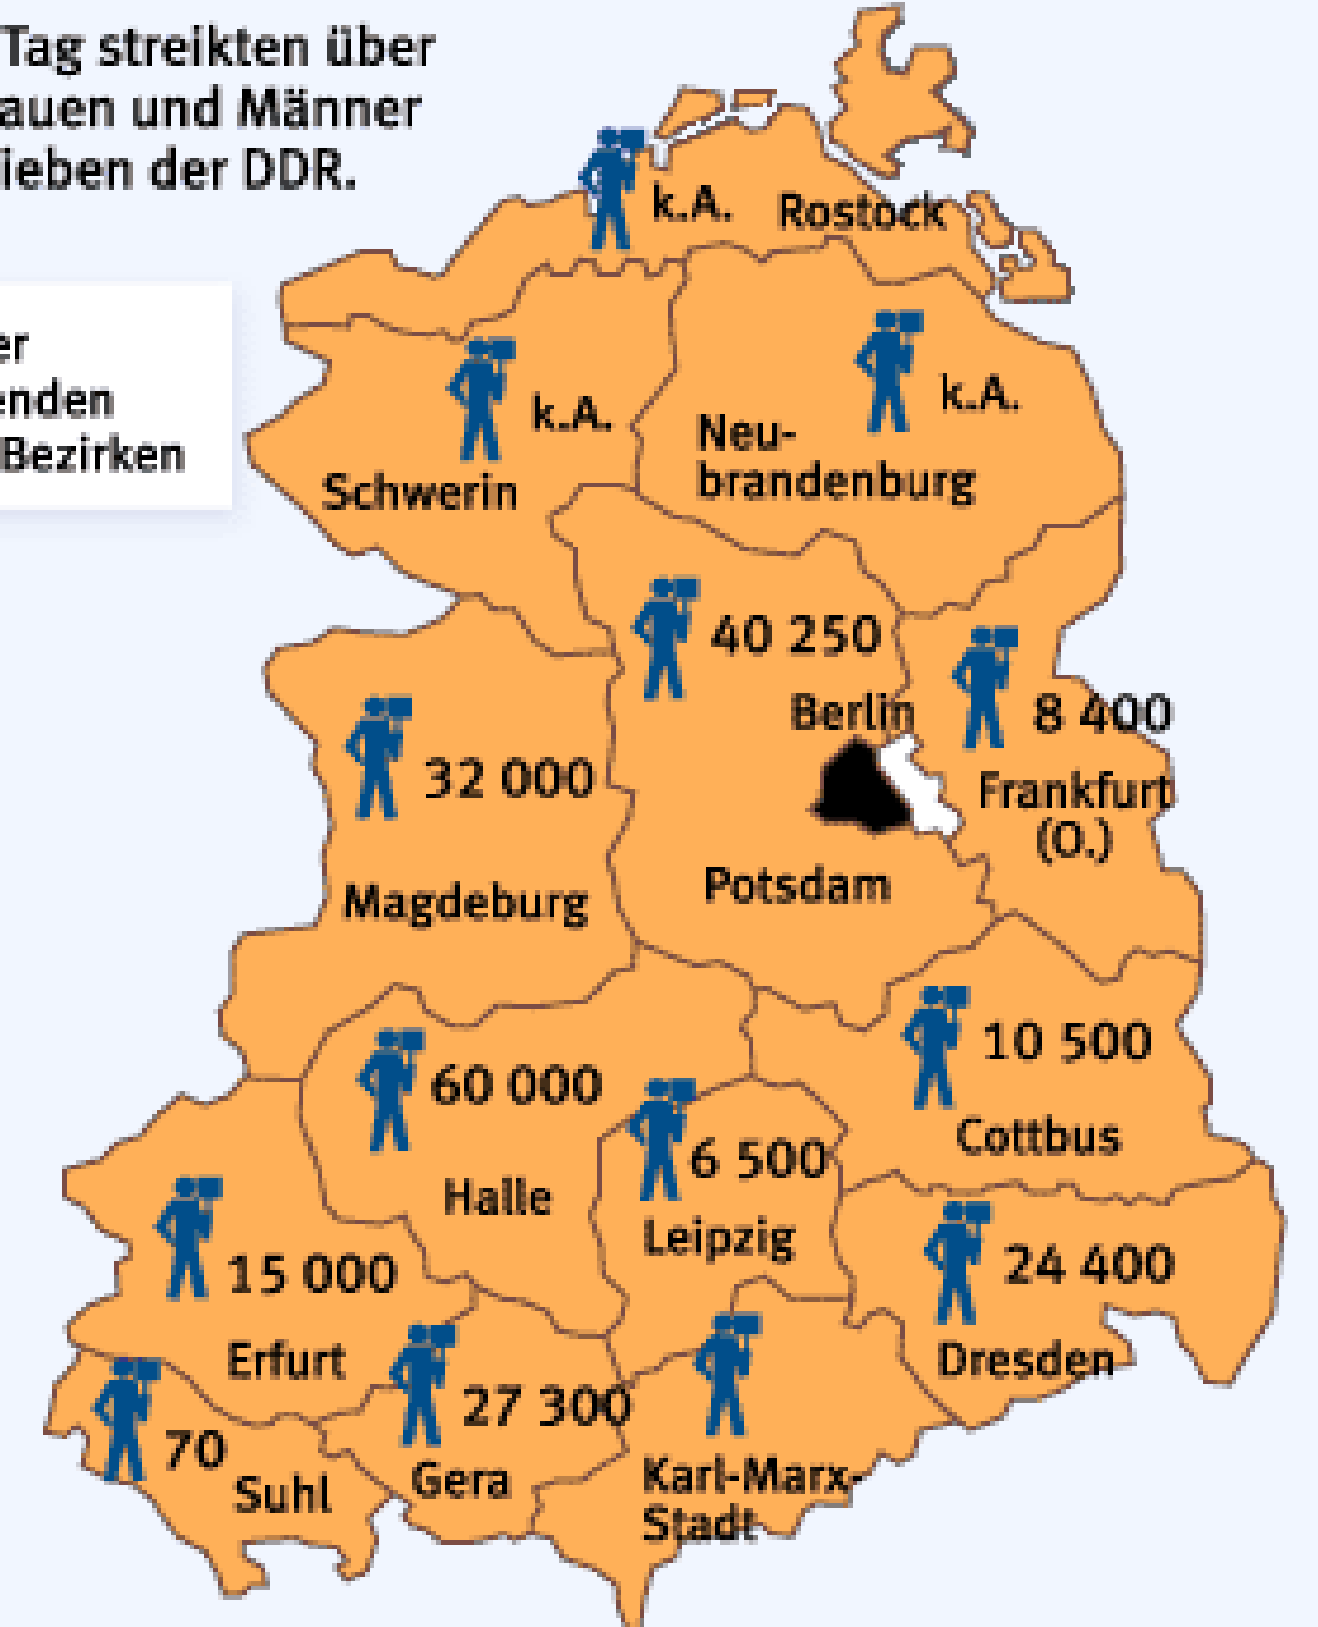 Tag streikten über
auen und Männer
ieben der DDR.
er
enden
Bezirken
k.A.
Rostock
k.A.
Schwerin
k.A.
Neu-
brandenburg
40 250
Berlin
Potsdam
8 400
Frankfurt
(O.)
32 000
Magdeburg
10 500
Cottbus
60 000
Halle
6 500
Leipzig
24 400
Dresden
15 000
Erfurt
27 300
Gera
70
Suhl
Karl-Marx-
Stadt